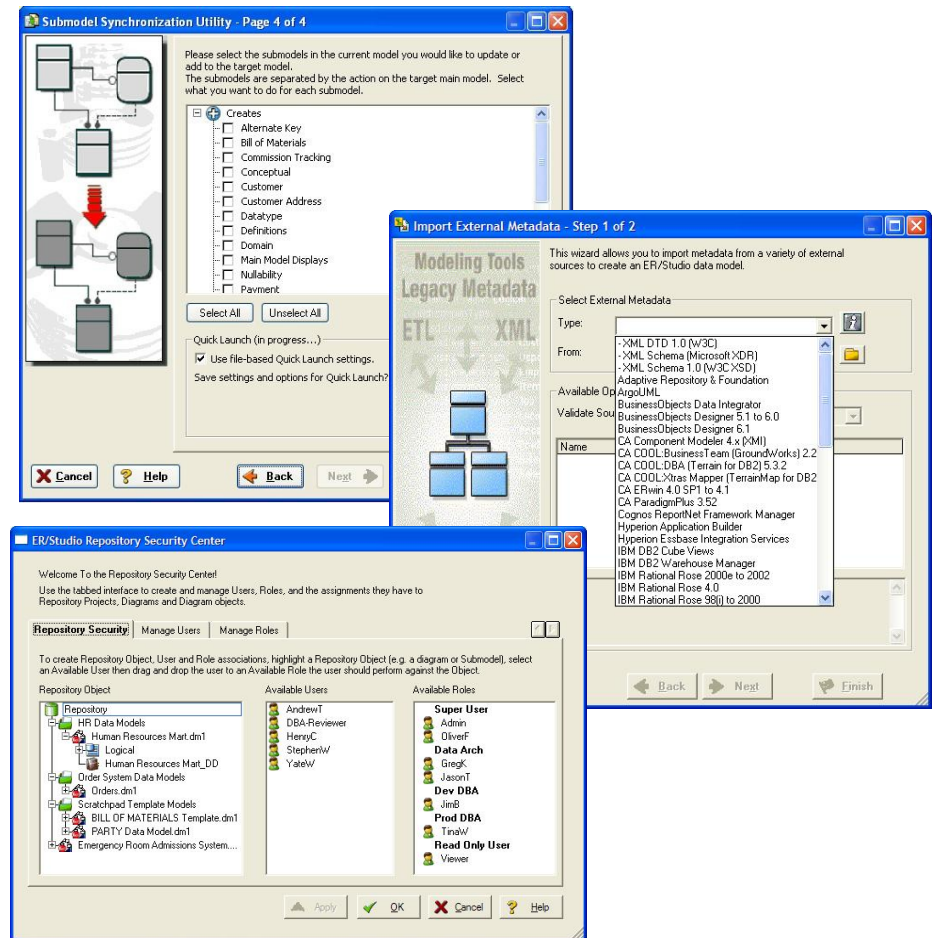 Submodel Synchronization Utility - Page 4 of 4
Please select the submodels in the current model you would like to update or
add to the target model.
The submodels are separated by the action on the target main model. Select
what you want to do for each submodel.
Creates
Alternate Key
Bill of Materials
Commission Tracking
Conceptual
Customer
Customer Address
Datatype
Definitions
Domain
Main Model Displays
Nullability
Payment
Select All
Unselect All
Quick Launch (in progress...)
Use file-based Quick Launch settings.
Save settings and options for Quick Launch?
Cancel
Help
Back
Next
Import External Metadata - Step 1 of 2
Modeling Tools
Legacy Metadata
ETL
XML
This wizard allows you to import metadata from a variety of external
sources to create an ER/Studio data model.
Select External Metadata
Type:
From:
Available Op
Validate Sou
Name
- XML DTD 1.0 (W3C)
- XML Schema (Microsoft XDR)
- XML Schema 1.0 (W3C XSD)
Adaptive Repository & Foundation
ArgoUML
BusinessObjects Data Integrator
BusinessObjects Designer 5.1 to 6.0
BusinessObjects Designer 6.1
CA Component Modeler 4.x (XMI)
CA COOL:BusinessTeam (GroundWorks) 2.2
CA COOL:DBA (Terrain for DB2) 5.3.2
CA COOL:Xtras Mapper (TerrainMap for DB2
CA ERwin 4.0 SP1 to 4.1
CA ParadigmPlus 3.52
Cognos ReportNet Framework Manager
Hyperion Application Builder
Hyperion Essbase Integration Services
IBM DB2 Cube Views
IBM DB2 Warehouse Manager
IBM Rational Rose 2000e to 2002
IBM Rational Rose 4.0
IBM Rational Rose 98(i) to 2000
Back
Next
Finish
ER/Studio Repository Security Center
Welcome To the Repository Security Center!
Use the tabbed interface to create and manage Users, Roles, and the assignments they have to
Repository Projects, Diagrams and Diagram objects.
Repository Security
Manage Users
Manage Roles
To create Repository Object, User and Role associations, highlight a Repository Object (e.g. a diagram or Submodel), select
an Available User then drag and drop the user to an Available Role the user should perform against the Object.
Repository Object
Repository
HR Data Models
Human Resources Mart.dm1
Logical
Human Resources Mart_DD
Order System Data Models
Orders.dm1
Scratchpad Template Models
BILL OF MATERIALS Template.dm1
PARTY Data Model.dm1
Emergency Room Admissions System....
Available Users
AndrewT
DBA-Reviewer
HenryC
StephenW
YateW
Available Roles
Super User
Admin
OliverF
Data Arch
GregK
JasonT
Dev DBA
JimB
Prod DBA
TinaW
Read Only User
Viewer
Apply
OK
Cancel
Help